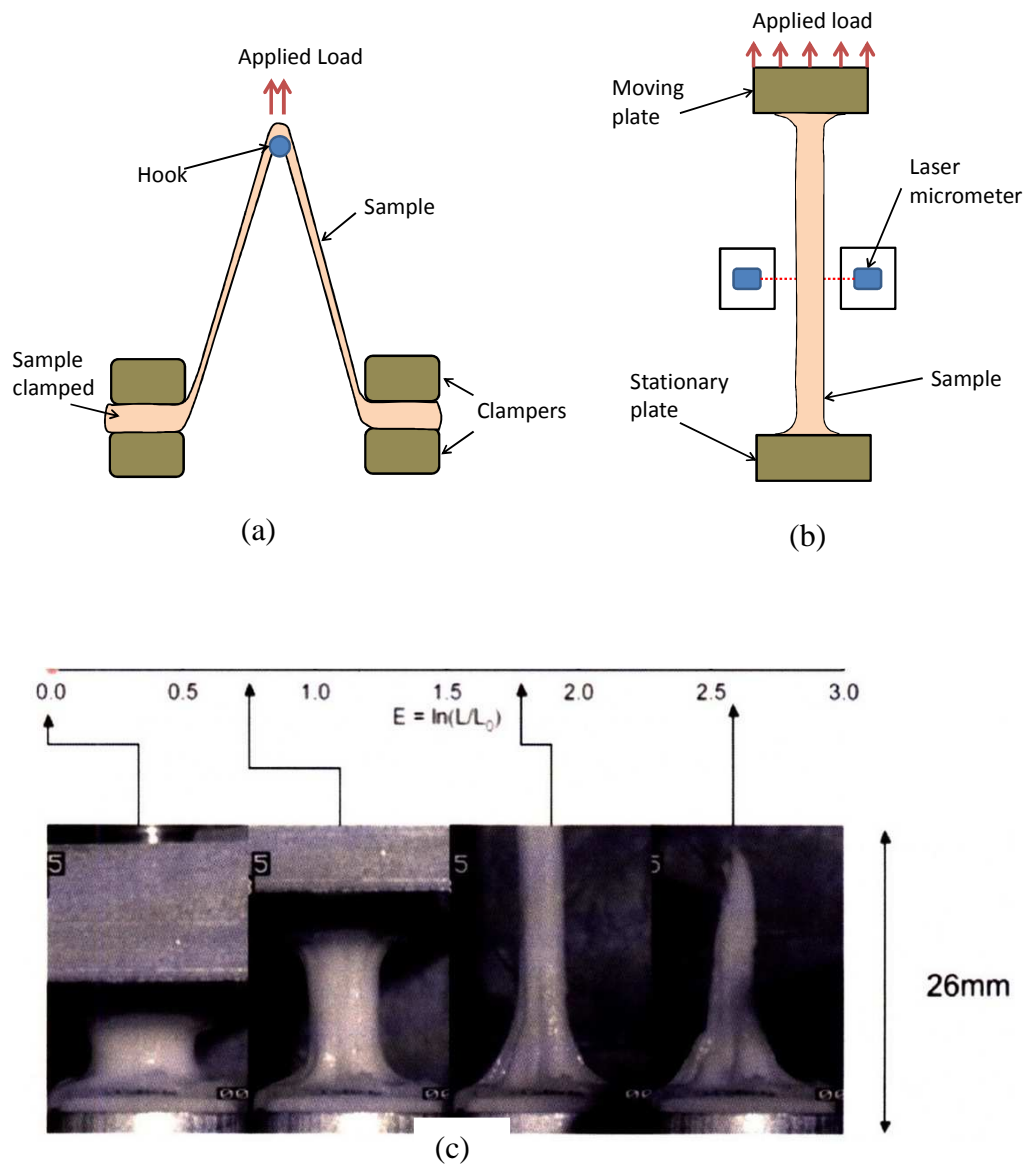 Applied Load
Hook
Sample
Sample
clamped
Clampers
(a)
Applied load
Moving
plate
Laser
micrometer
Stationary
plate
Sample
(b)
0.0 0.5 1.0 1.5 2.0 2.5 3.0
E = ln(L/L₀)
5 5 5 5
26mm
(c)